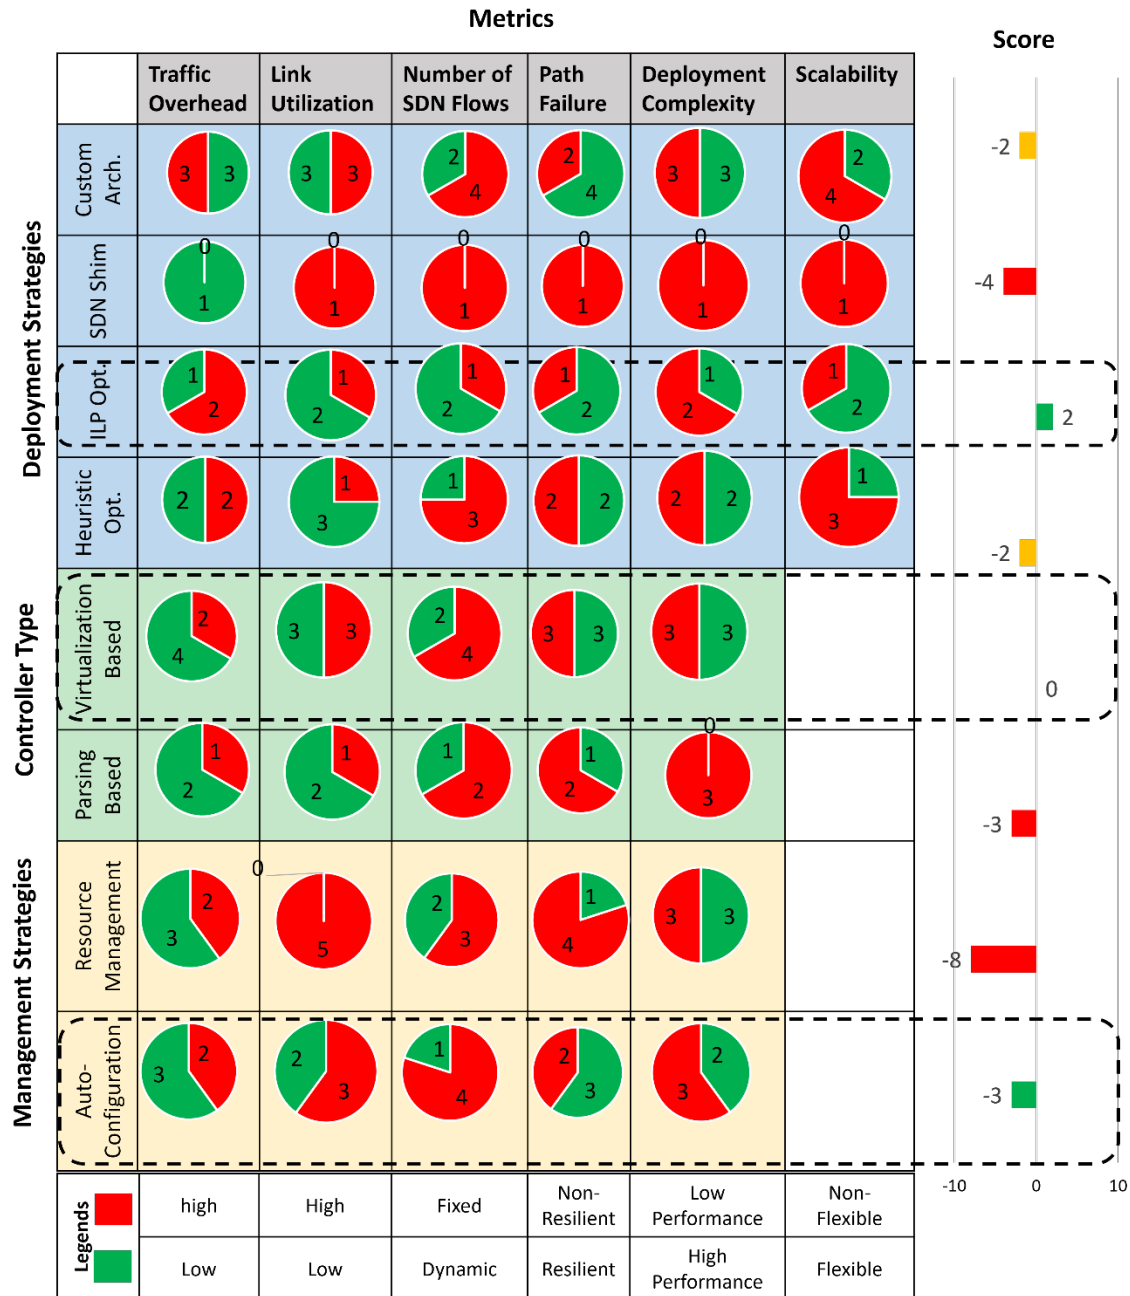 Metrics
Score
Traffic
Overhead
Link
Utilization
Number of
SDN Flows
Path
Failure
Deployment
Complexity
Scalability
Deployment Strategies
Custom
Arch.
3 3
3 3
2 4
2 4
3 3
2 4
-2
SDN Shim
0 1
0 1
0 1
0 1
0 1
0 1
-4
ILP Opt.
1 2
1 2
1 2
1 2
1 2
1 2
2
Heuristic
Opt.
2 2
1 3
1 3
2 2
2 2
1 3
-2
Controller Type
Virtualization
Based
2 4
3 3
2 4
3 3
3 3
0
Parsing
Based
1 2
1 2
1 2
1 2
0 3
-3
Management Strategies
Resource
Management
2 3
0 5
2 3
1 4
3 3
-8
Auto-
Configuration
2 3
2 3
1 4
2 3
2 3
-3
-10 0 10
Legends
high
High
Fixed
Non-
Resilient
Low
Performance
Non-
Flexible
Low
Low
Dynamic
Resilient
High
Performance
Flexible